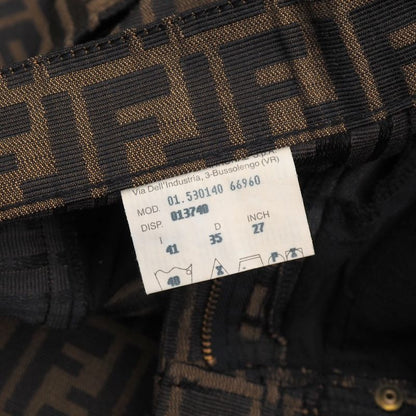 Via Dell'Industria, 3-Bussolengo (VR)
MOD. 01.530140 66960
DISP. 013740
I D INCH
41 35 27
40